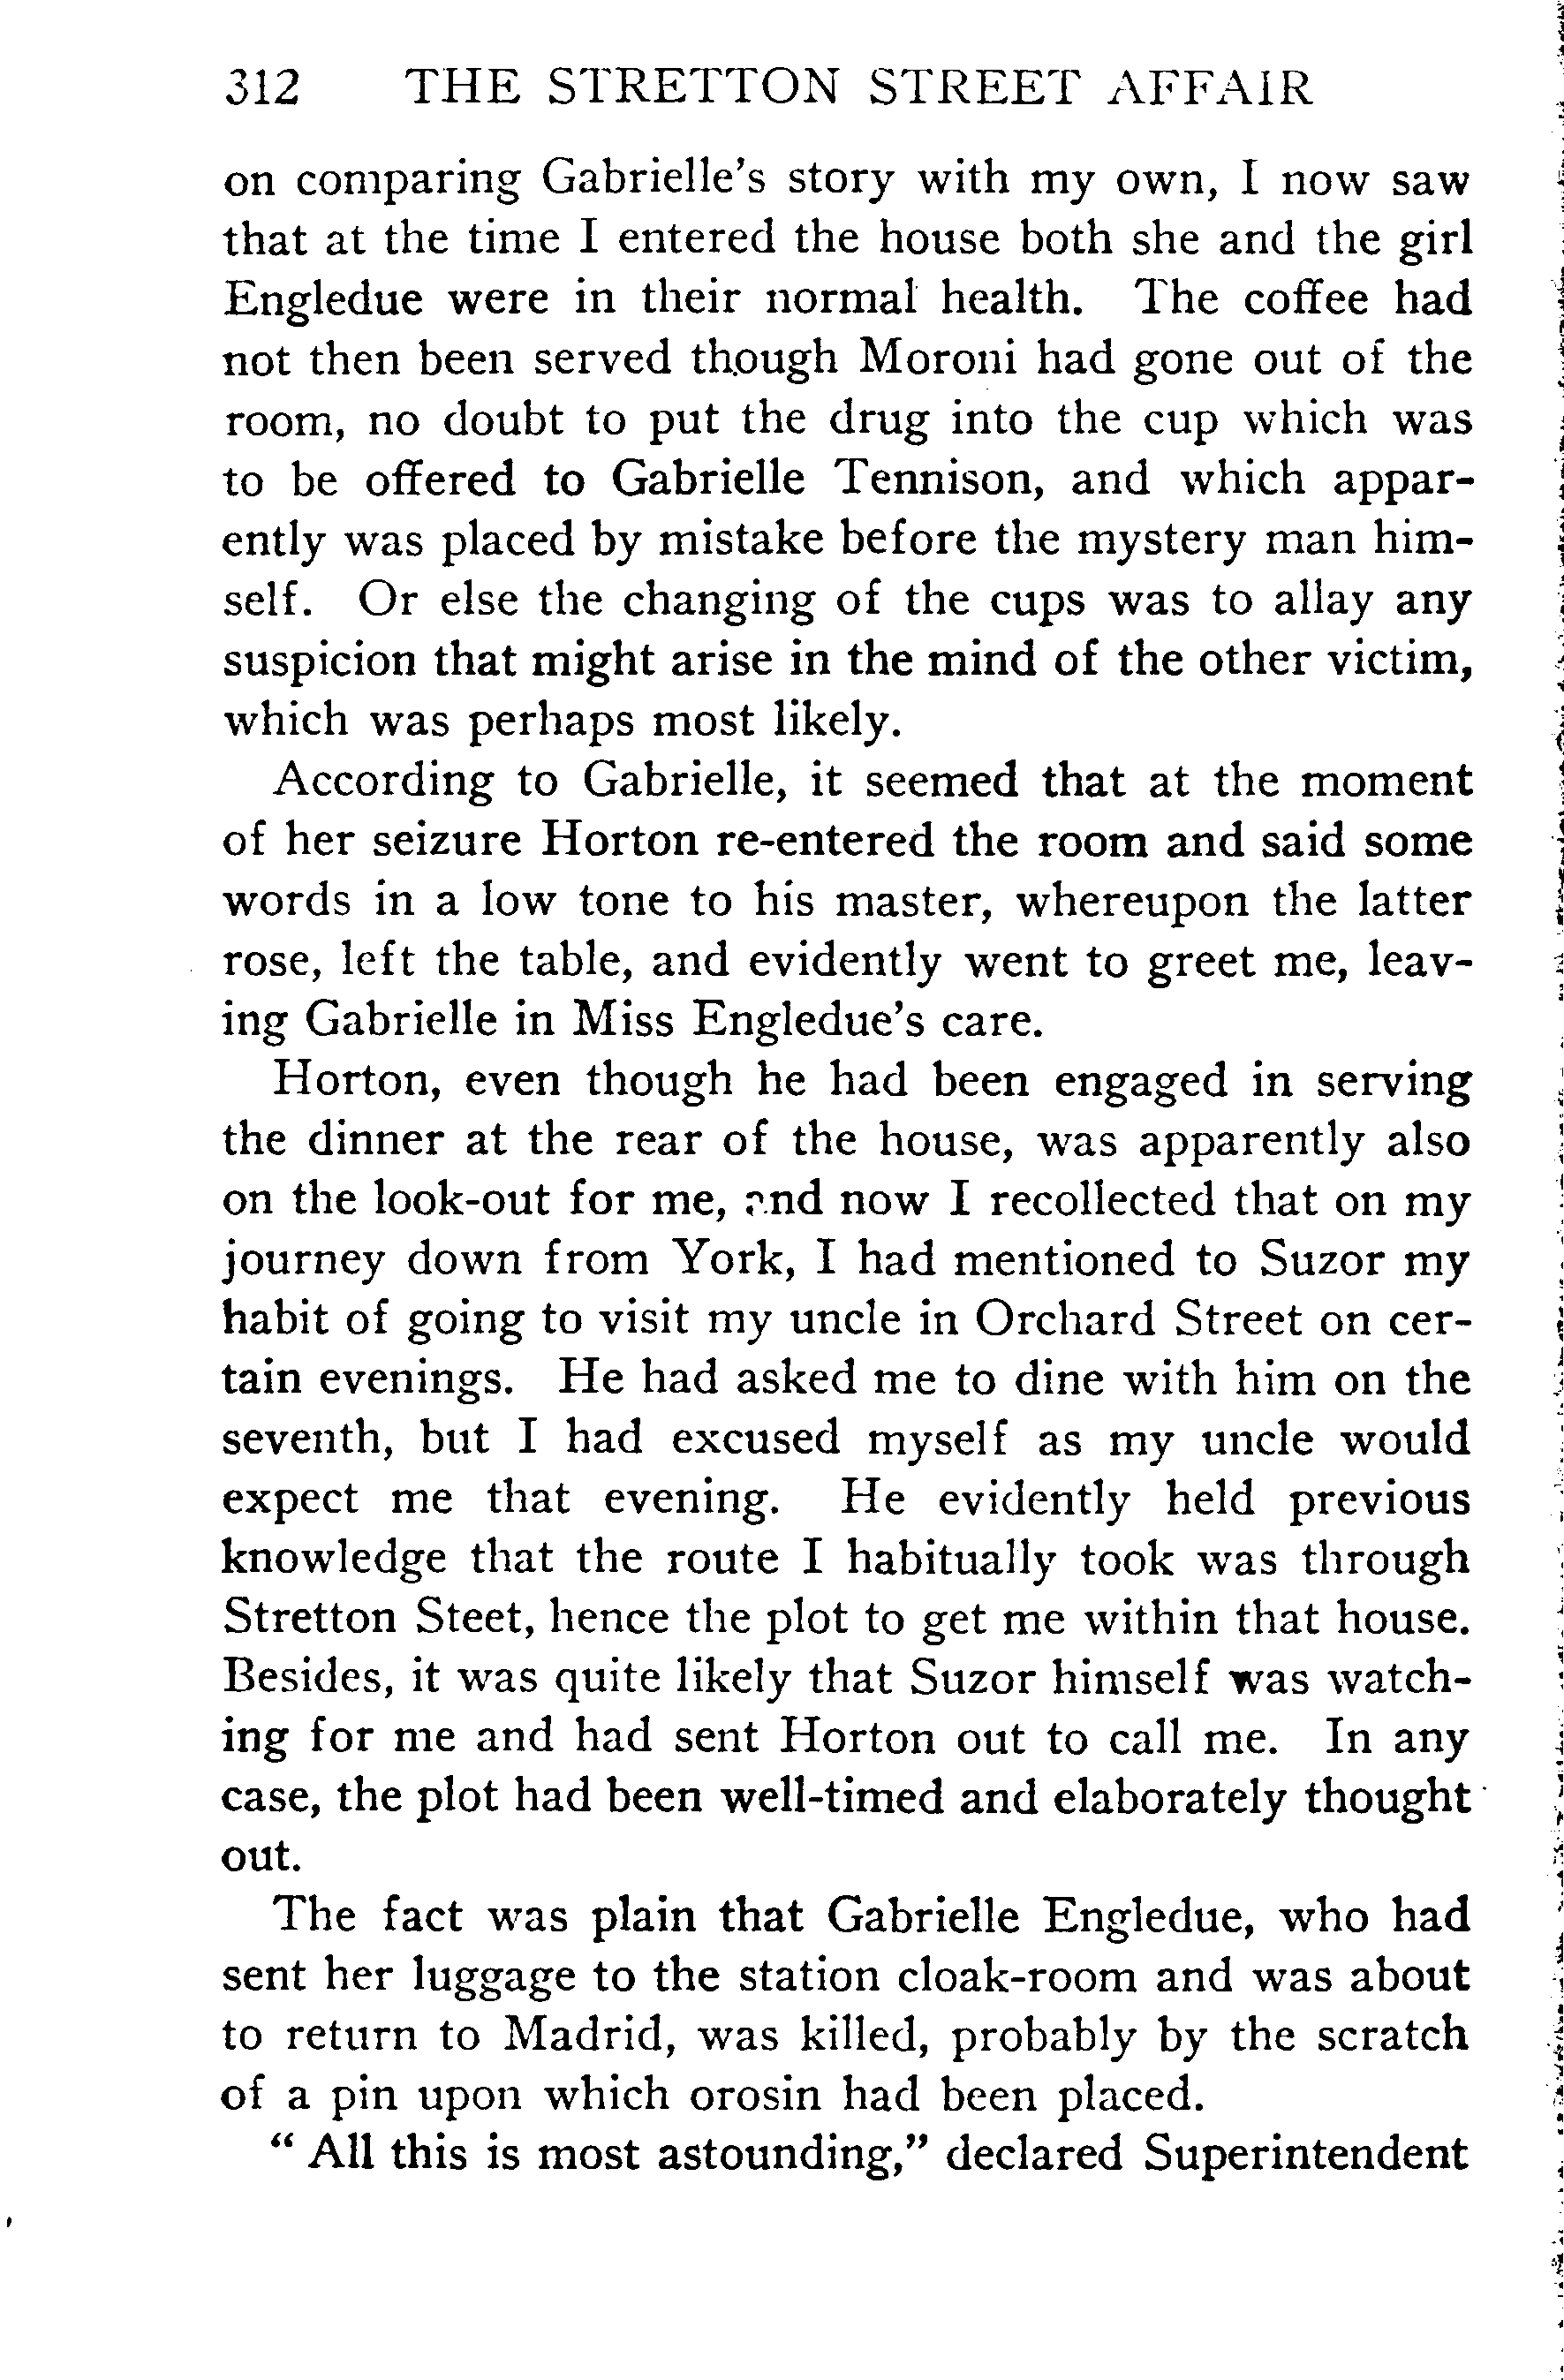 312 THE STRETTON STREET AFFAIR
on comparing Gabrielle's story with my own, I now saw
that at the time I entered the house both she and the girl
Engledue were in their normal health. The coffee had
not then been served though Moroni had gone out of the
room, no doubt to put the drug into the cup which was
to be offered to Gabrielle Tennison, and which appar-
ently was placed by mistake before the mystery man him-
self. Or else the changing of the cups was to allay any
suspicion that might arise in the mind of the other victim,
which was perhaps most likely.
According to Gabrielle, it seemed that at the moment
of her seizure Horton re-entered the room and said some
words in a low tone to his master, whereupon the latter
rose, left the table, and evidently went to greet me, leav-
ing Gabrielle in Miss Engledue's care.
Horton, even though he had been engaged in serving
the dinner at the rear of the house, was apparently also
on the look-out for me, and now I recollected that on my
journey down from York, I had mentioned to Suzor my
habit of going to visit my uncle in Orchard Street on cer-
tain evenings. He had asked me to dine with him on the
seventh, but I had excused myself as my uncle would
expect me that evening. He evidently held previous
knowledge that the route I habitually took was through
Stretton Steet, hence the plot to get me within that house.
Besides, it was quite likely that Suzor himself was watch-
ing for me and had sent Horton out to call me. In any
case, the plot had been well-timed and elaborately thought
out.
The fact was plain that Gabrielle Engledue, who had
sent her luggage to the station cloak-room and was about
to return to Madrid, was killed, probably by the scratch
of a pin upon which orosin had been placed.
" All this is most astounding," declared Superintendent